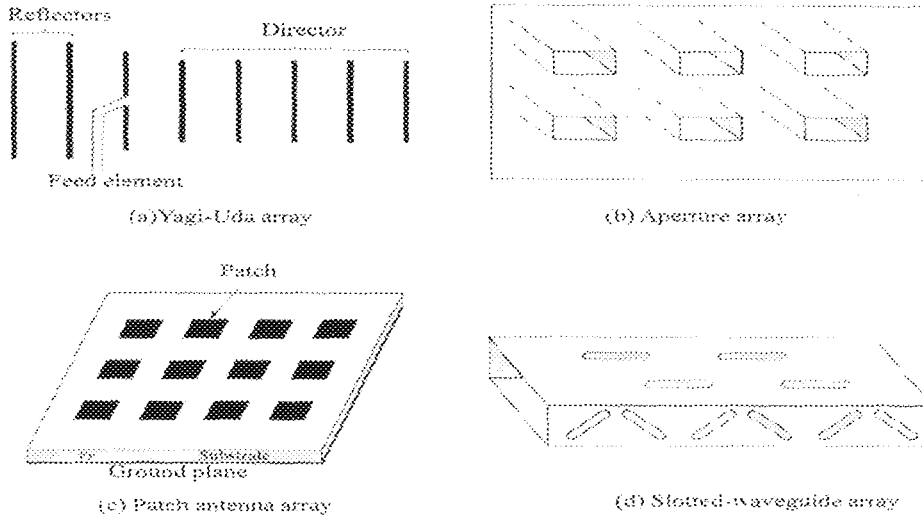 Reflectors
Director
Feed element
(a)Yagi-Uda array
(b) Aperture array
Patch
Substrate
Ground plane
(c) Patch antenna array
(d) Slotted-waveguide array